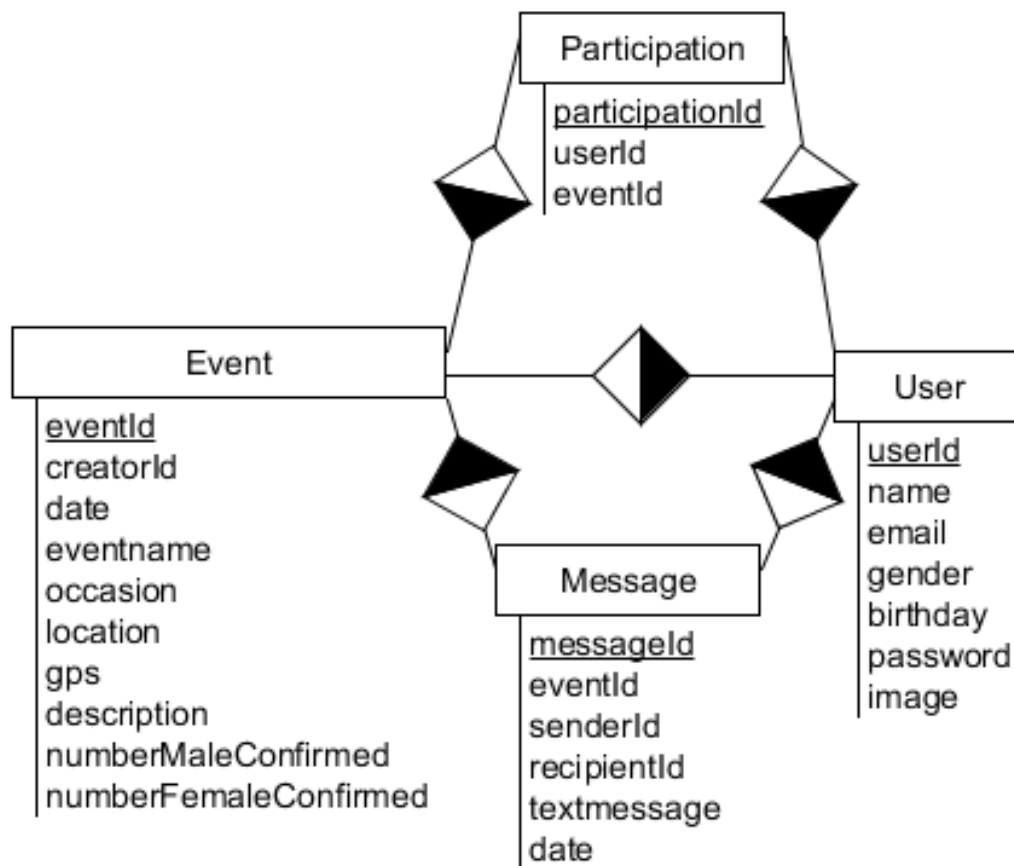 Participation
participationId
userId
eventId
Event
eventId
creatorId
date
eventname
occasion
location
gps
description
numberMaleConfirmed
numberFemaleConfirmed
User
userId
name
email
gender
birthday
password
image
Message
messageId
eventId
senderId
recipientId
textmessage
date